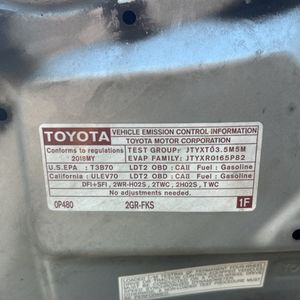 TOYOTA
VEHICLE EMISSION CONTROL INFORMATION
TOYOTA MOTOR CORPORATION
Conforms to regulations
2018MY
TEST GROUP: JTYXT03.5M5M
EVAP FAMILY: JTYXR0165P82
U.S.EPA : T3B70 LDT2 OBD : CAII Fuel : Gasoline
California : ULEV70 LDT2 OBD : CAII Fuel : Gasoline
DFI+SFI, 2WR-HO2S, 2TWC, 2HO2S, TWC
No adjustments needed.
0P480 2GR-FKS 1F